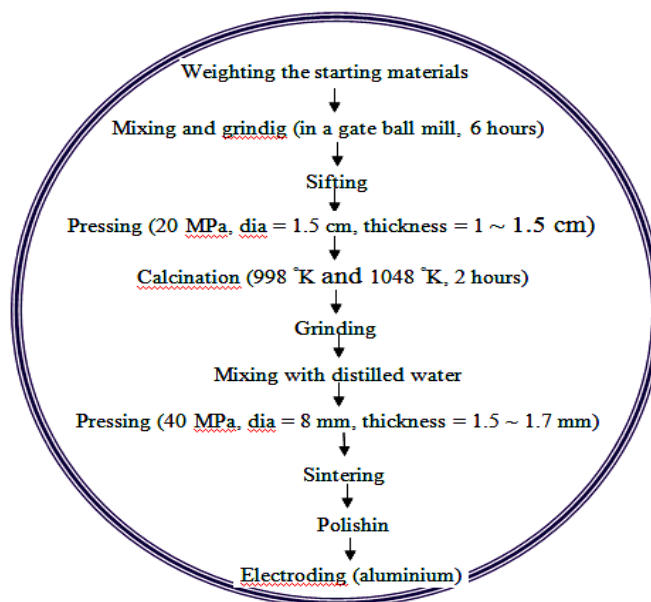 Weighting the starting materials
Mixing and grindig (in a gate ball mill, 6 hours)
Sifting
Pressing (20 MPa, dia = 1.5 cm, thickness = 1 ~ 1.5 cm)
Calcination (998 °K and 1048 °K, 2 hours)
Grinding
Mixing with distilled water
Pressing (40 MPa, dia = 8 mm, thickness = 1.5 ~ 1.7 mm)
Sintering
Polishin
Electroding (aluminium)